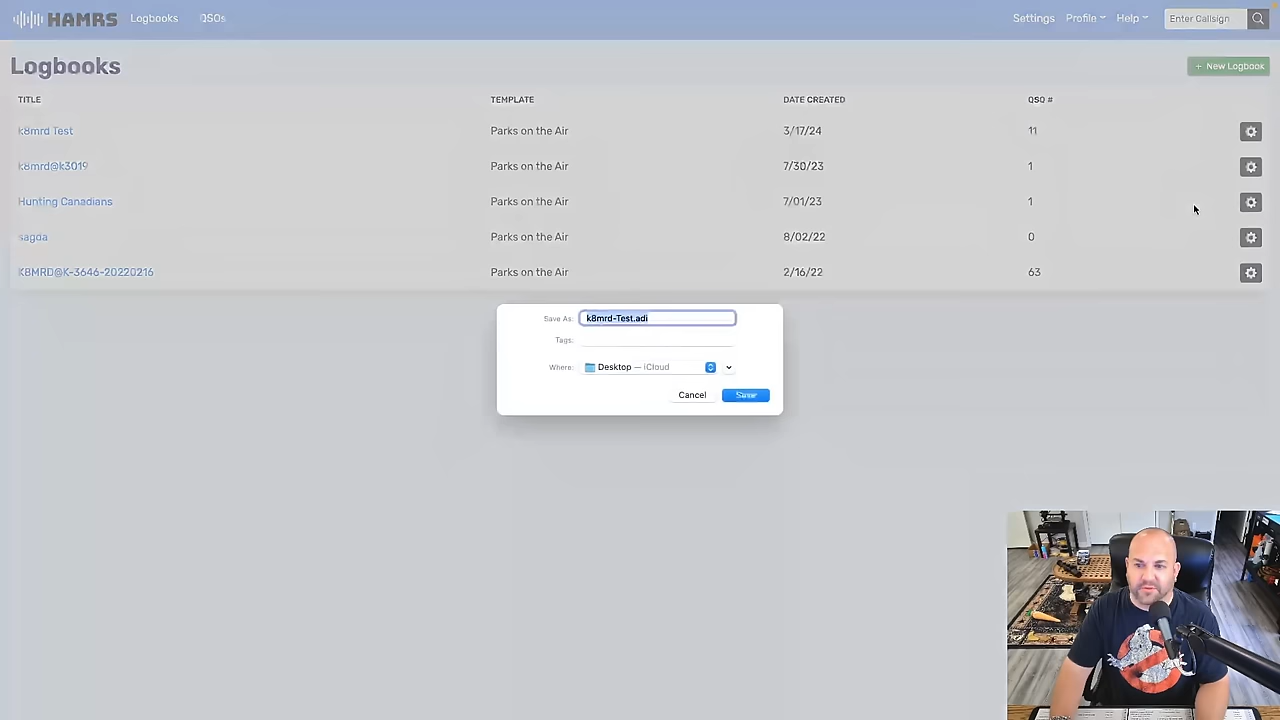 HAMRS Logbooks QSOs Settings Profile Help Enter Callsign
Logbooks + New Logbook
TITLE TEMPLATE DATE CREATED QSO #
k8mrd Test Parks on the Air 3/17/24 11
k8mrd@k3019 Parks on the Air 7/30/23 1
Hunting Canadians Parks on the Air 7/01/23 1
sagda Parks on the Air 8/02/22 0
K8MRD@K-3646-20220216 Parks on the Air 2/16/22 63
Save As: k8mrd-Test.adi
Tags:
Where: Desktop — iCloud
Cancel Save